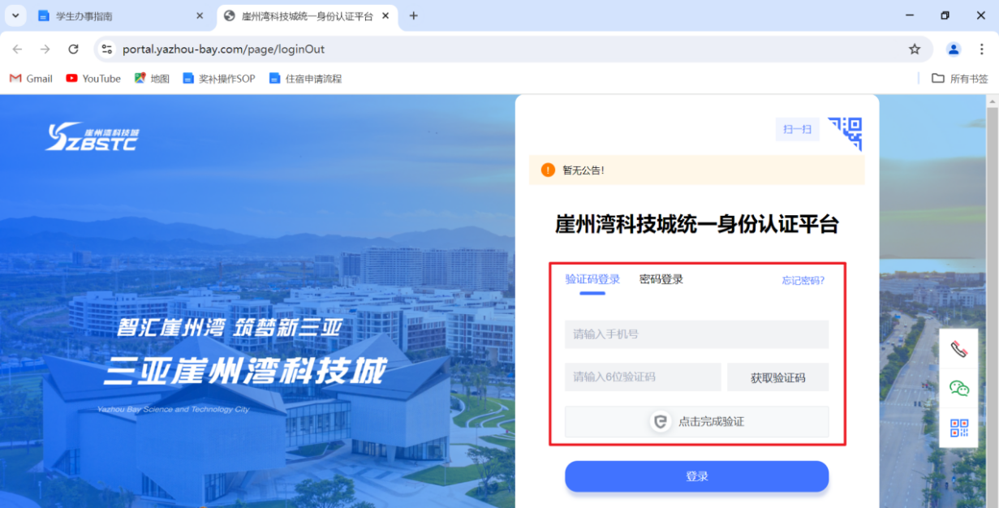 学生办事指南
崖州湾科技城统一身份认证平台
portal.yazhou-bay.com/page/loginOut
Gmail
YouTube
地图
奖补操作SOP
住宿申请流程
所有书签
崖州湾科技城
YZBSTC
扫一扫
暂无公告!
崖州湾科技城统一身份认证平台
验证码登录
密码登录
忘记密码?
请输入手机号
请输入6位验证码
获取验证码
点击完成验证
登录
智汇崖州湾 筑梦新三亚
三亚崖州湾科技城
Yazhou Bay Science and Technology City